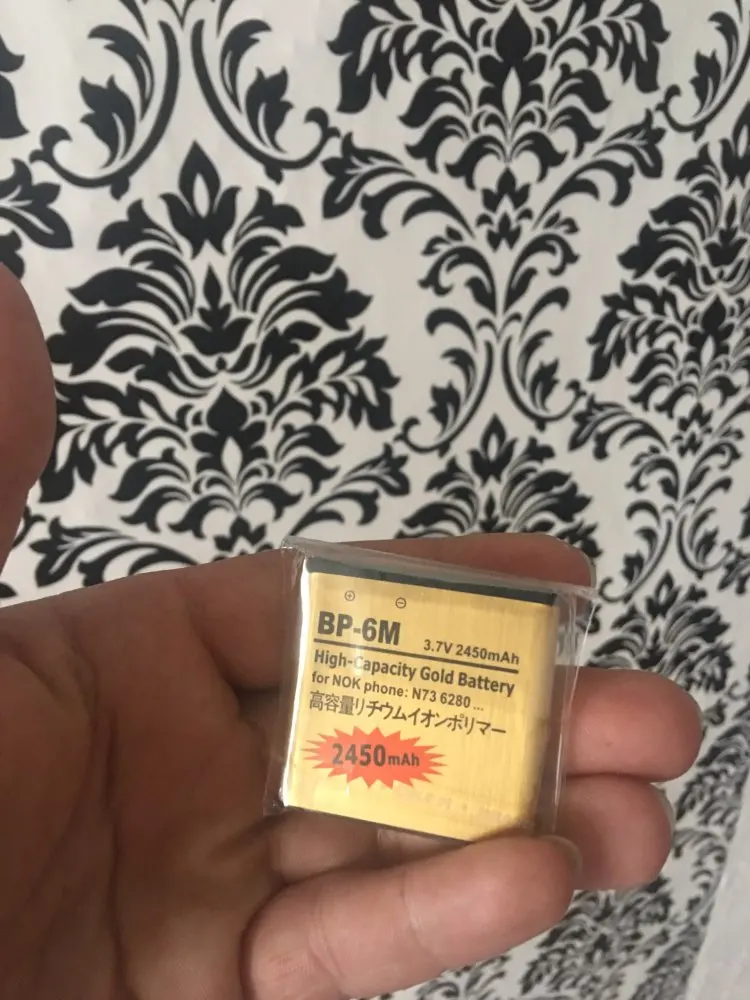 ⊕ ⊖
BP-6M 3.7V 2450mAh
High-Capacity Gold Battery
for NOK phone: N73 6280 ...
高容量リチウムイオンポリマー
2450mAh